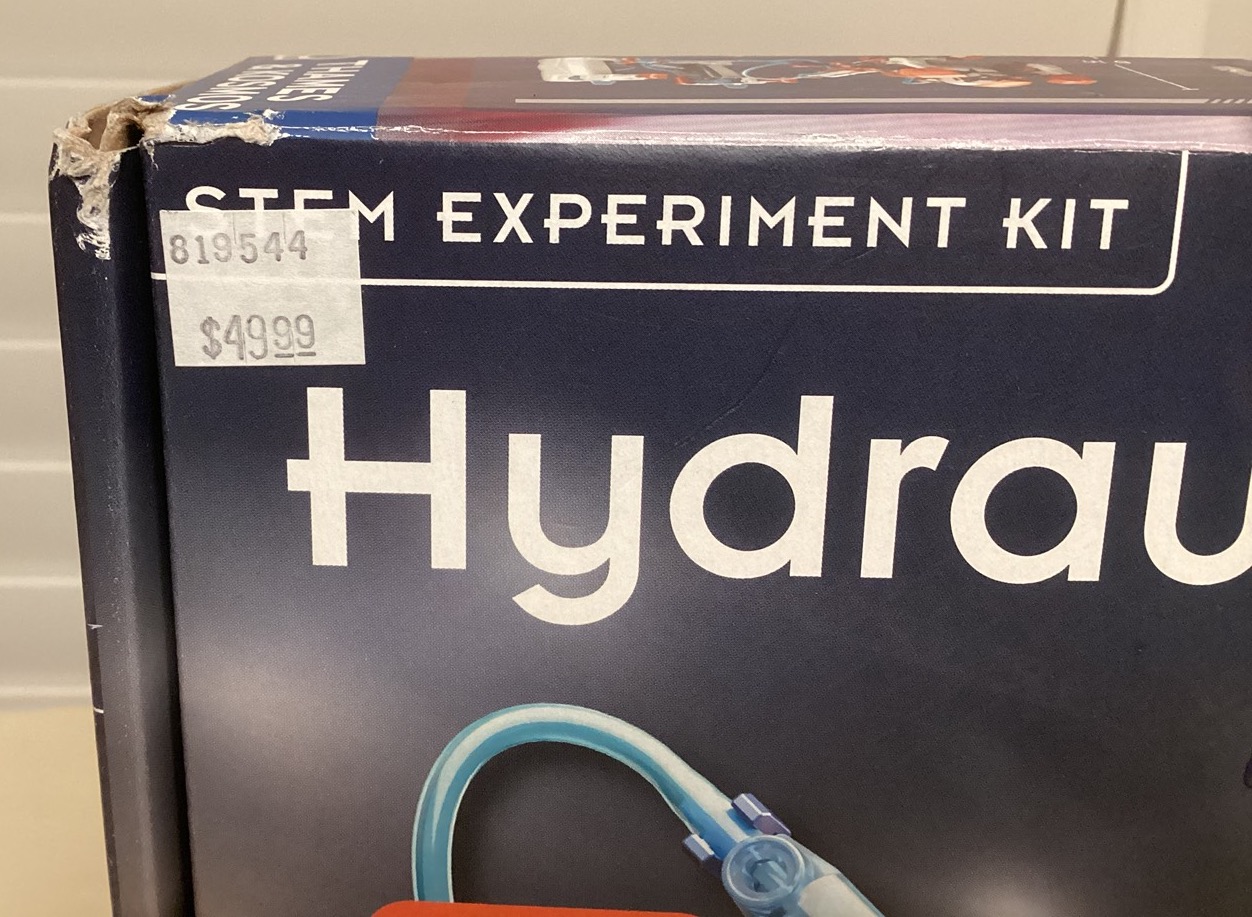 THAMES
& KOSMOS
STEM EXPERIMENT KIT
819544
$49.99
Hydrau